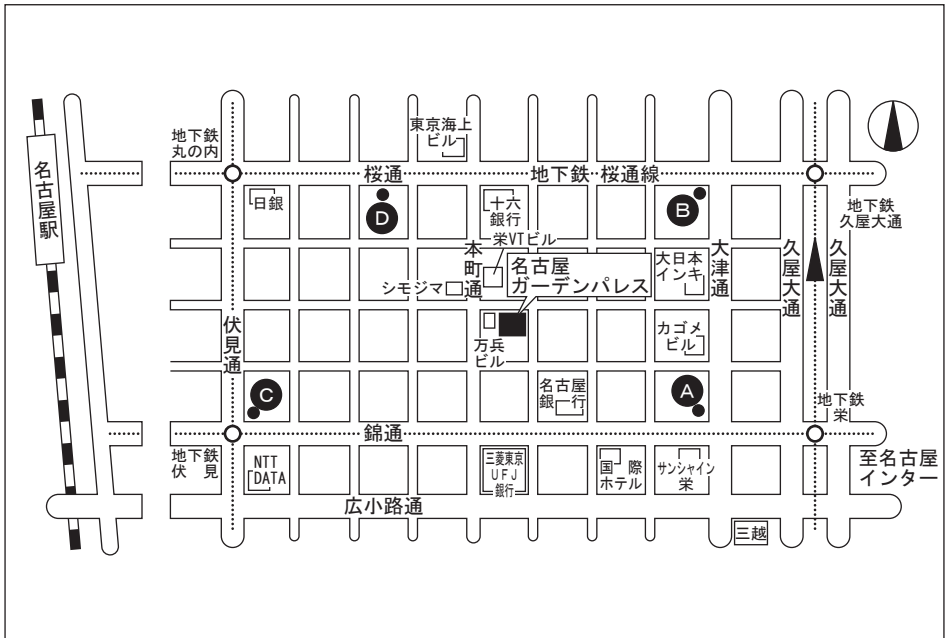 東京海上
ビル
地下鉄
丸の内
名古屋駅
桜通
地下鉄 桜通線
日銀
D
十六
銀行
B
地下鉄
久屋大通
栄VTビル
本町通
名古屋
ガーデンパレス
大日本
インキ
大津通
久屋大通
久屋大通
シモジマ
伏見通
万兵
ビル
カゴメ
ビル
C
名古屋
銀行
A
地下鉄
栄
錦通
地下鉄
伏見
NTT
DATA
三菱東京
UFJ
銀行
国際
ホテル
サンシャイン
栄
至名古屋
インター
広小路通
三越